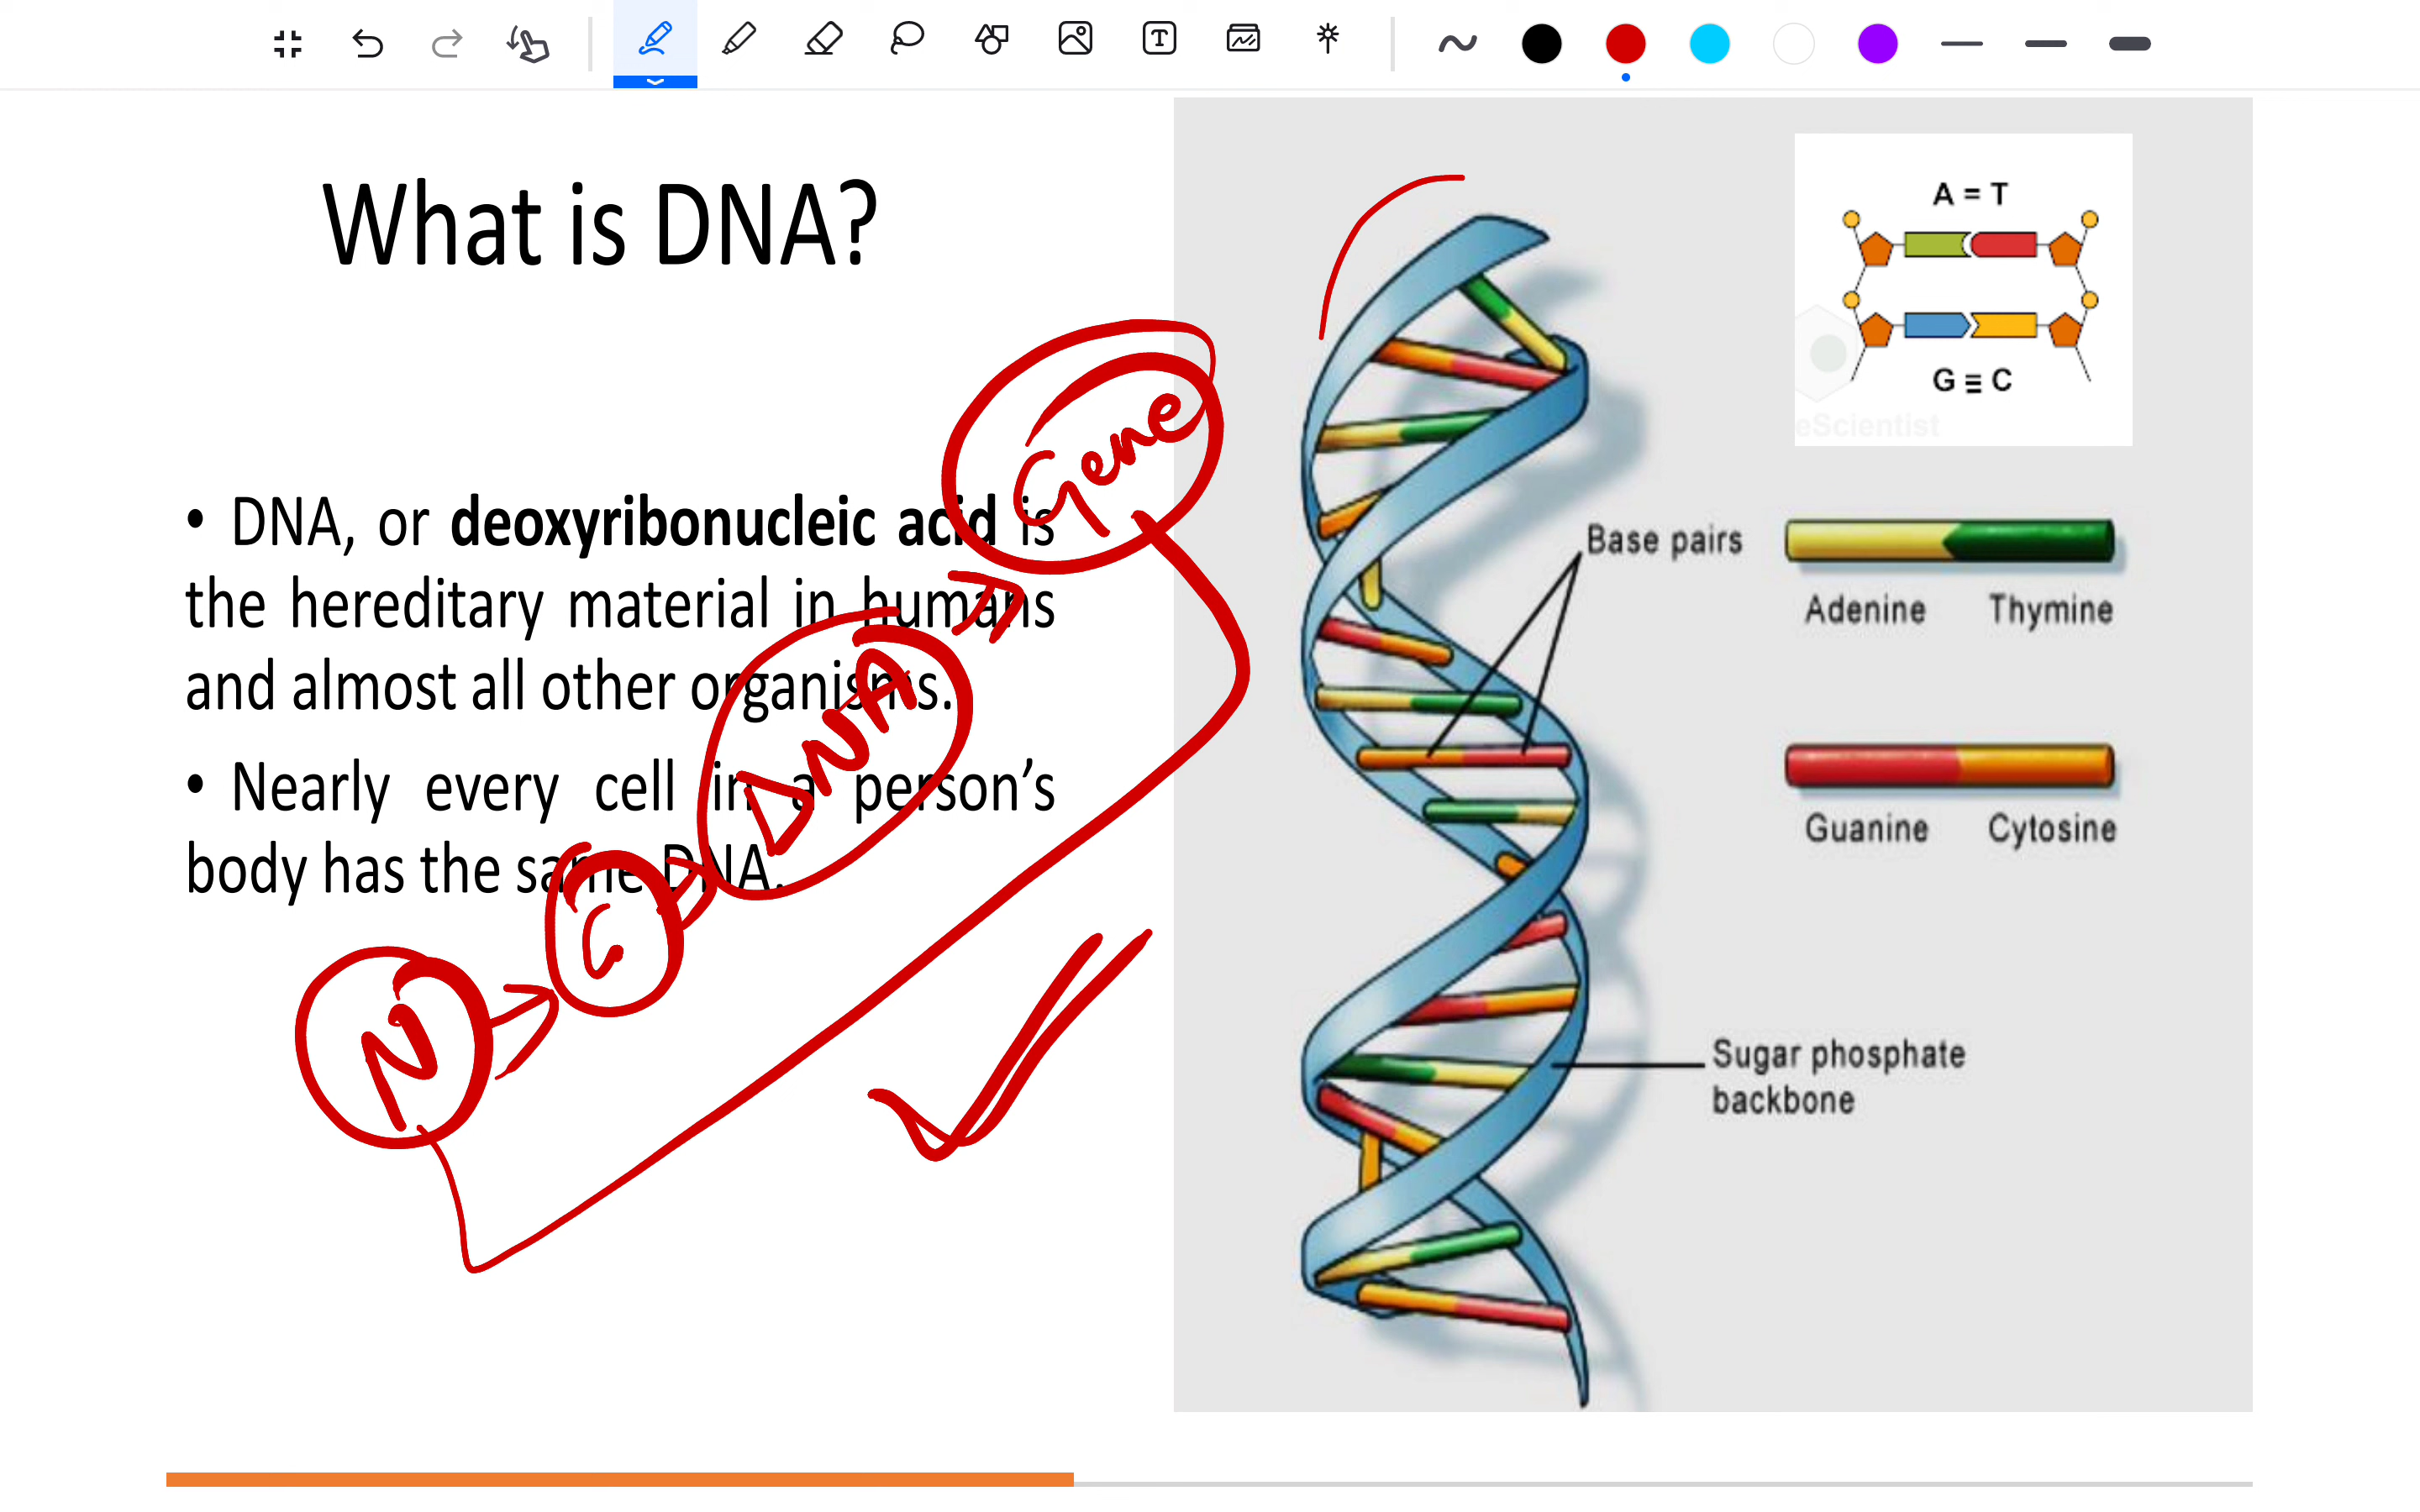 What is DNA?
• DNA, or deoxyribonucleic acid is
the hereditary material in humans
and almost all other organisms.
• Nearly every cell in a person's
body has the same DNA.
Gene
DNA
C
N
A = T
G ≡ C
eScientist
Base pairs
Adenine Thymine
Guanine Cytosine
Sugar phosphate
backbone